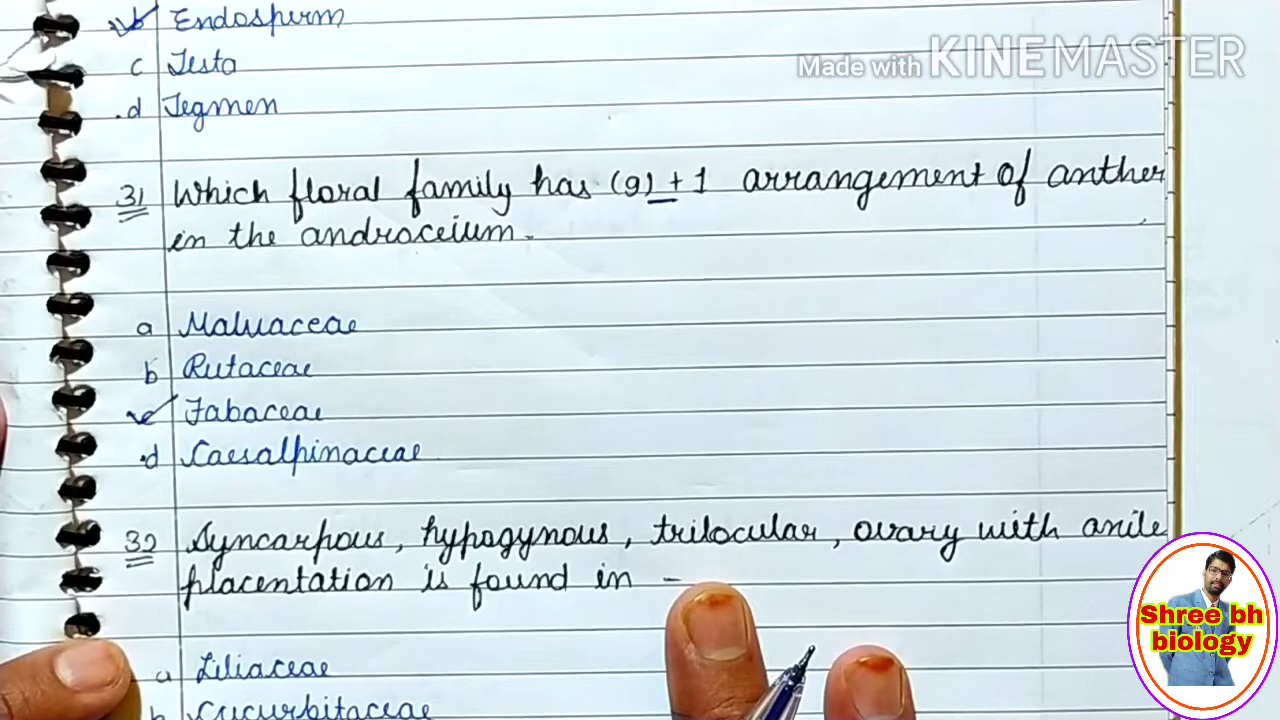 b Endosperm
c Testa
d Tegmen
Made with KINEMASTER
31 Which floral family has (9) + 1 arrangement of anther
in the androceium.
a Malvaceae
b Rutaceae
c Fabaceae
d Caesalpinaceae
32 Syncarpous, hypogynous, trilocular, ovary with axile
placentation is found in -
a Liliaceae
b Cucurbitaceae
Shree bh
biology